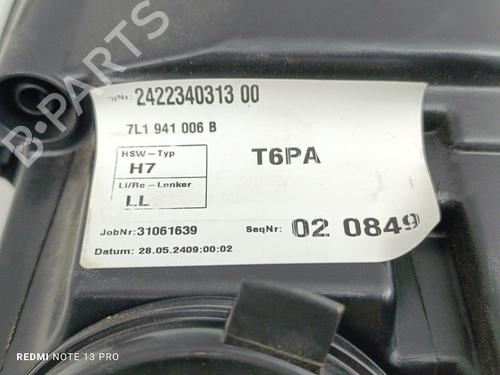 B-PARTS
Nr: 2422340313 00
7L1 941 006 B
HSW-Typ
H7
T6PA
Li/Re-Lenker
LL
JobNr:31061639 SeqNr: 02 0849
Datum: 28.05.2409:00:02
REDMI NOTE 13 PRO